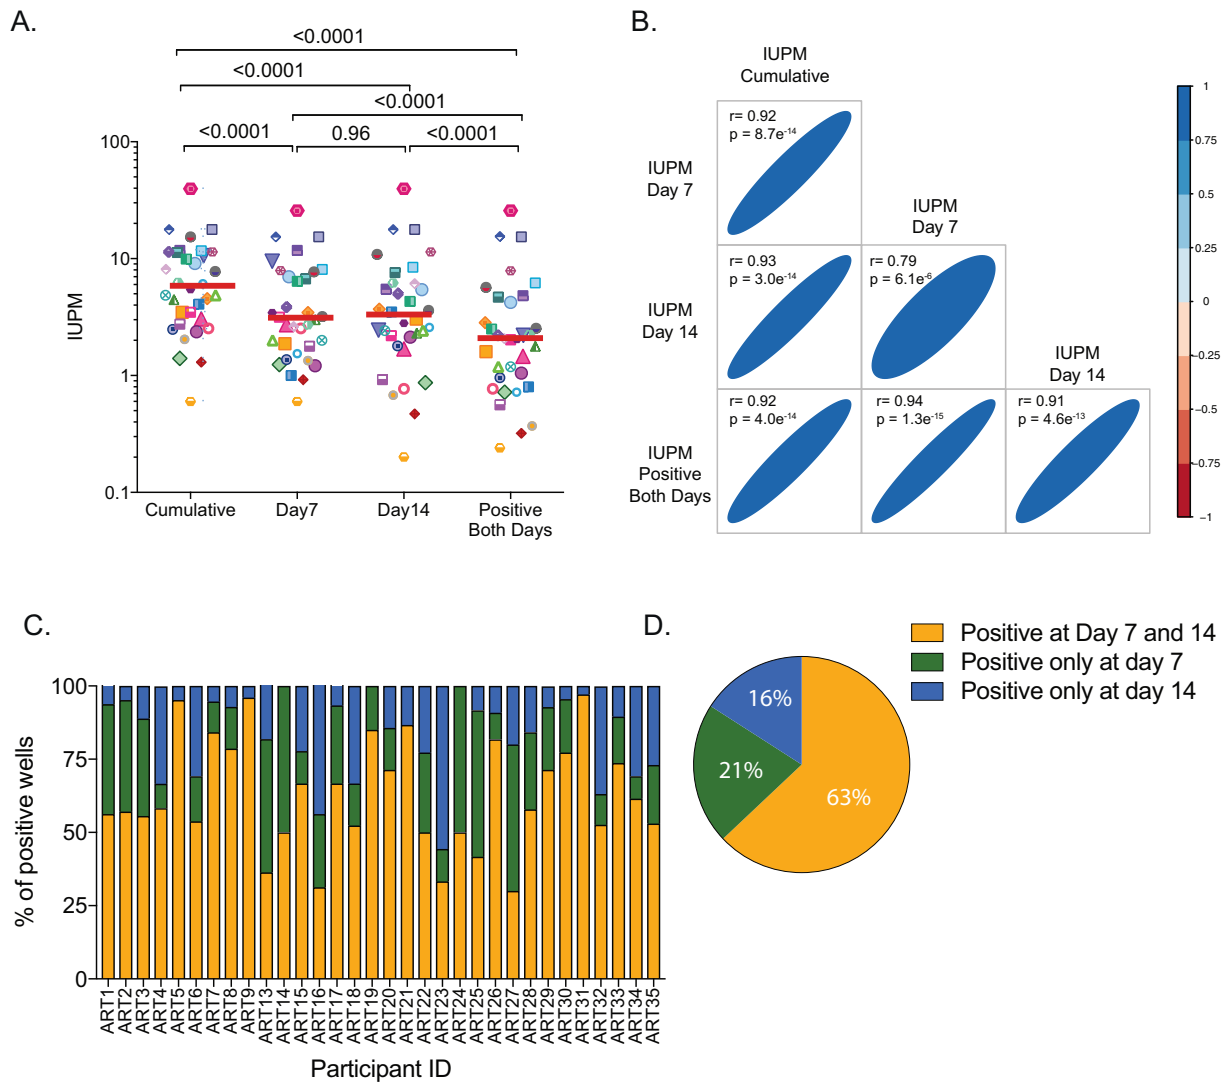 A.
<0.0001
<0.0001
<0.0001
<0.0001
0.96
<0.0001
100
10
1
0.1
IUPM
Cumulative
Day7
Day14
Positive
Both Days
B.
IUPM
Cumulative
r= 0.92
p = 8.7e-14
IUPM
Day 7
IUPM
Day 7
r= 0.93
p = 3.0e-14
r= 0.79
p = 6.1e-6
IUPM
Day 14
IUPM
Day 14
r= 0.92
p = 4.0e-14
r= 0.94
p = 1.3e-15
r= 0.91
p = 4.6e-13
IUPM
Positive
Both Days
1
0.75
0.5
0.25
0
-0.25
-0.5
-0.75
-1
C.
100
75
50
25
0
% of positive wells
ART1
ART2
ART3
ART4
ART5
ART6
ART7
ART8
ART9
ART13
ART14
ART15
ART16
ART17
ART18
ART19
ART20
ART21
ART22
ART23
ART24
ART25
ART26
ART27
ART28
ART29
ART30
ART31
ART32
ART33
ART34
ART35
Participant ID
D.
16%
21%
63%
Positive at Day 7 and 14
Positive only at day 7
Positive only at day 14